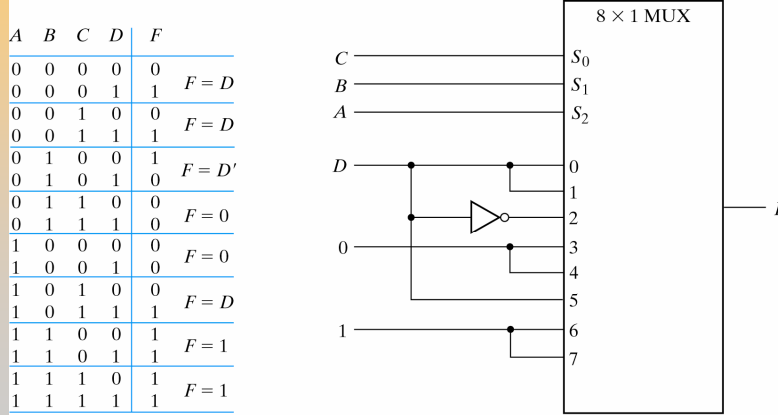 A B C D F
0 0 0 0 0
F = D
0 0 0 1 1
0 0 1 0 0
F = D
0 0 1 1 1
0 1 0 0 1
F = D'
0 1 0 1 0
0 1 1 0 0
F = 0
0 1 1 1 0
1 0 0 0 0
F = 0
1 0 0 1 0
1 0 1 0 0
F = D
1 0 1 1 1
1 1 0 0 1
F = 1
1 1 0 1 1
1 1 1 0 1
F = 1
1 1 1 1 1
8 × 1 MUX
C S₀
B S₁
A S₂
D 0
1
2
0 3
4
5
1 6
7